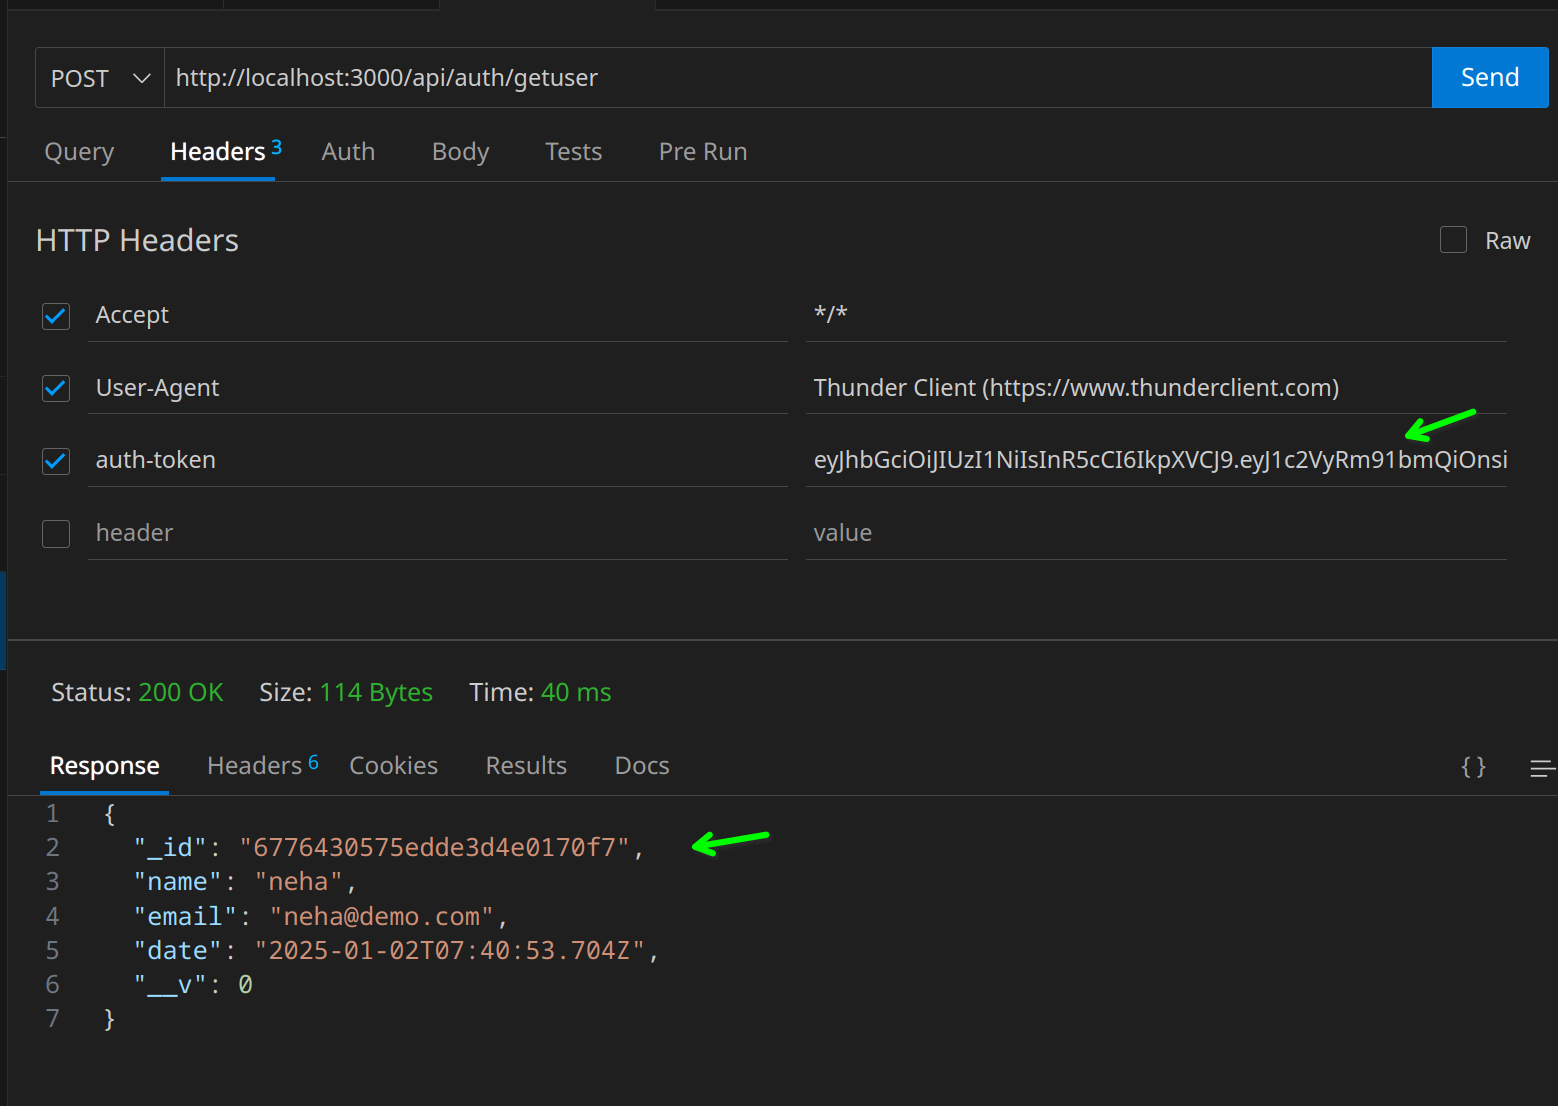 POST http://localhost:3000/api/auth/getuser Send
Query Headers 3 Auth Body Tests Pre Run
HTTP Headers Raw
Accept */*
User-Agent Thunder Client (https://www.thunderclient.com)
auth-token eyJhbGciOiJIUzI1NiIsInR5cCI6IkpXVCJ9.eyJ1c2VyRm91bmQiOnsi
header value
Status: 200 OK Size: 114 Bytes Time: 40 ms
Response Headers 6 Cookies Results Docs { }
1 {
2 "_id": "6776430575edde3d4e0170f7",
3 "name": "neha",
4 "email": "neha@demo.com",
5 "date": "2025-01-02T07:40:53.704Z",
6 "__v": 0
7 }